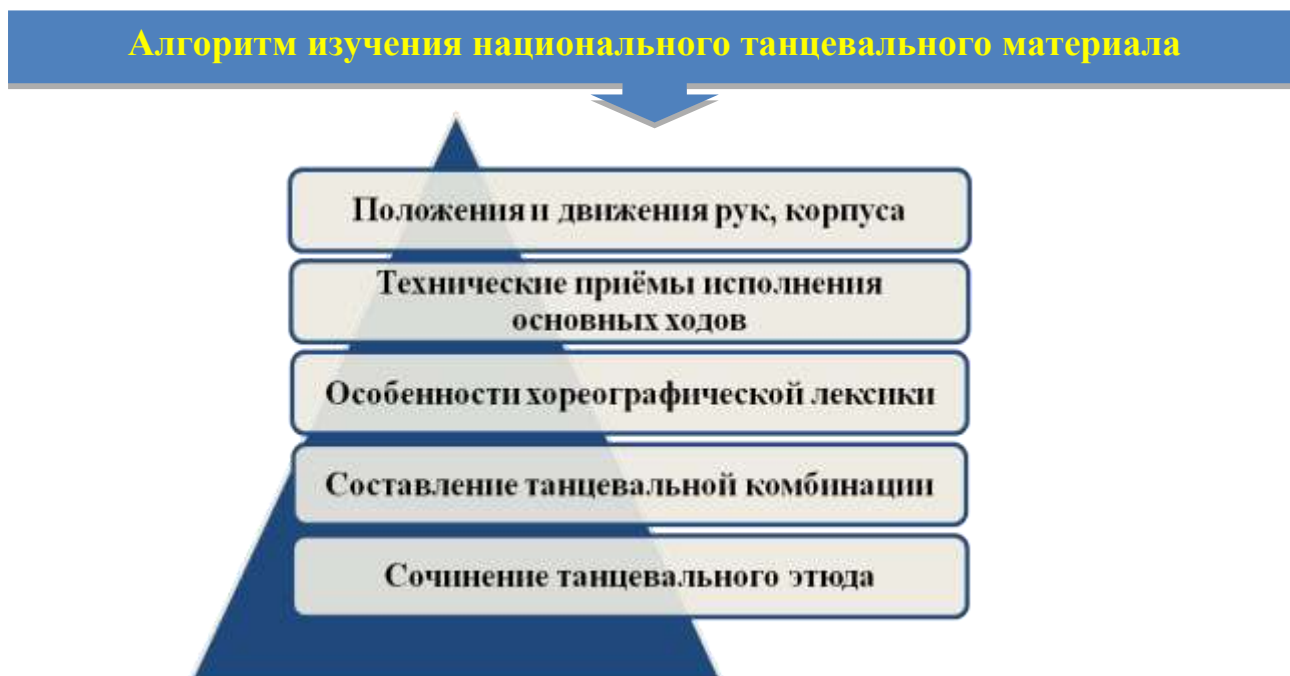 Алгоритм изучения национального танцевального материала
Положения и движения рук, корпуса
Технические приёмы исполнения
основных ходов
Особенности хореографической лексики
Составление танцевальной комбинации
Сочинение танцевального этюда